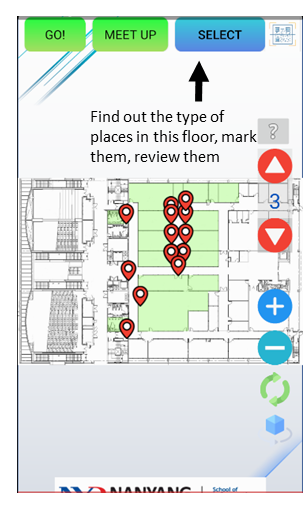 GO!
MEET UP
SELECT
Find out the type of
places in this floor, mark
them, review them
?
3
NANYANG
School of